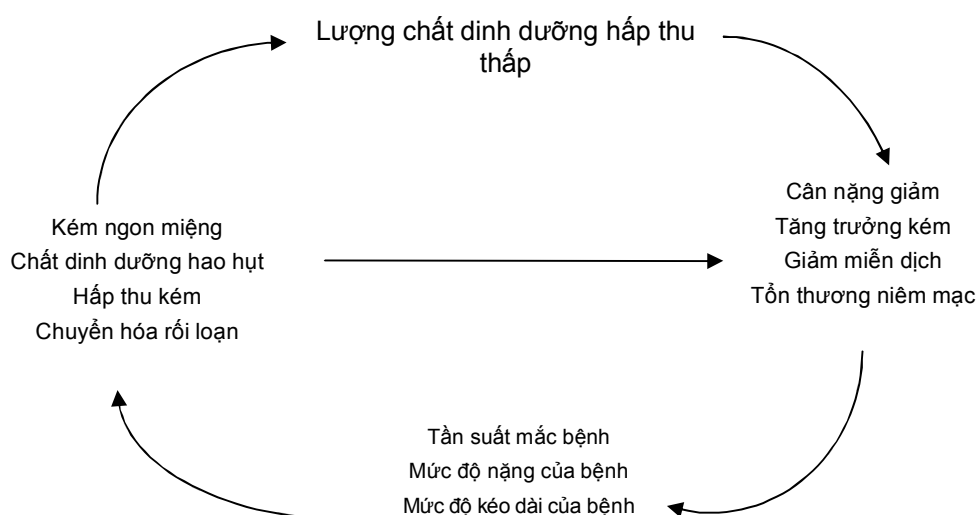 Lượng chất dinh dưỡng hấp thu
thấp
Kém ngon miệng
Chất dinh dưỡng hao hụt
Hấp thu kém
Chuyển hóa rối loạn
Cân nặng giảm
Tăng trưởng kém
Giảm miễn dịch
Tổn thương niêm mạc
Tần suất mắc bệnh
Mức độ nặng của bệnh
Mức độ kéo dài của bệnh